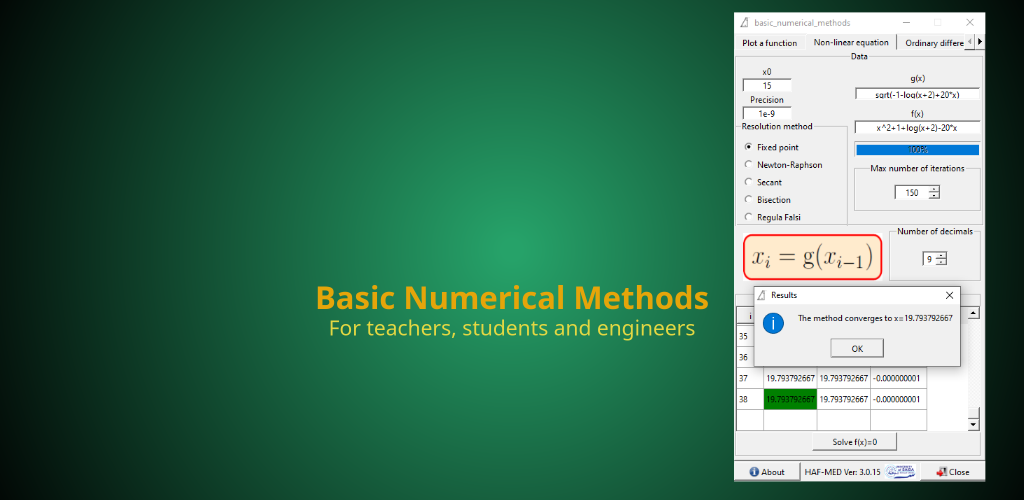 Basic Numerical Methods
For teachers, students and engineers
basic_numerical_methods
Plot a function
Non-linear equation
Ordinary differe
Data
x0
15
Precision
1e-9
g(x)
sqrt(-1-log(x+2)+20*x)
f(x)
x^2+1+log(x+2)-20*x
100%
Resolution method
Fixed point
Newton-Raphson
Secant
Bisection
Regula Falsi
Max number of iterations
150
x_i = g(x_{i-1})
Number of decimals
9
Results
The method converges to x=19.793792667
OK
i
35
36
37 19.793792667 19.793792667 -0.000000001
38 19.793792667 19.793792667 -0.000000001
Solve f(x)=0
About
HAF-MED Ver: 3.0.15
Close